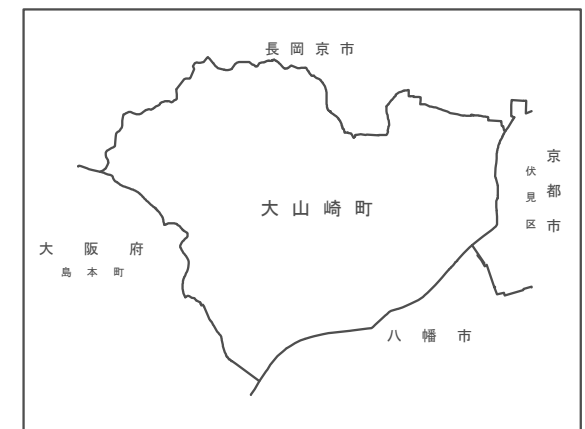 長岡京市
京都市
伏見区
大山崎町
大阪府
島本町
八幡市